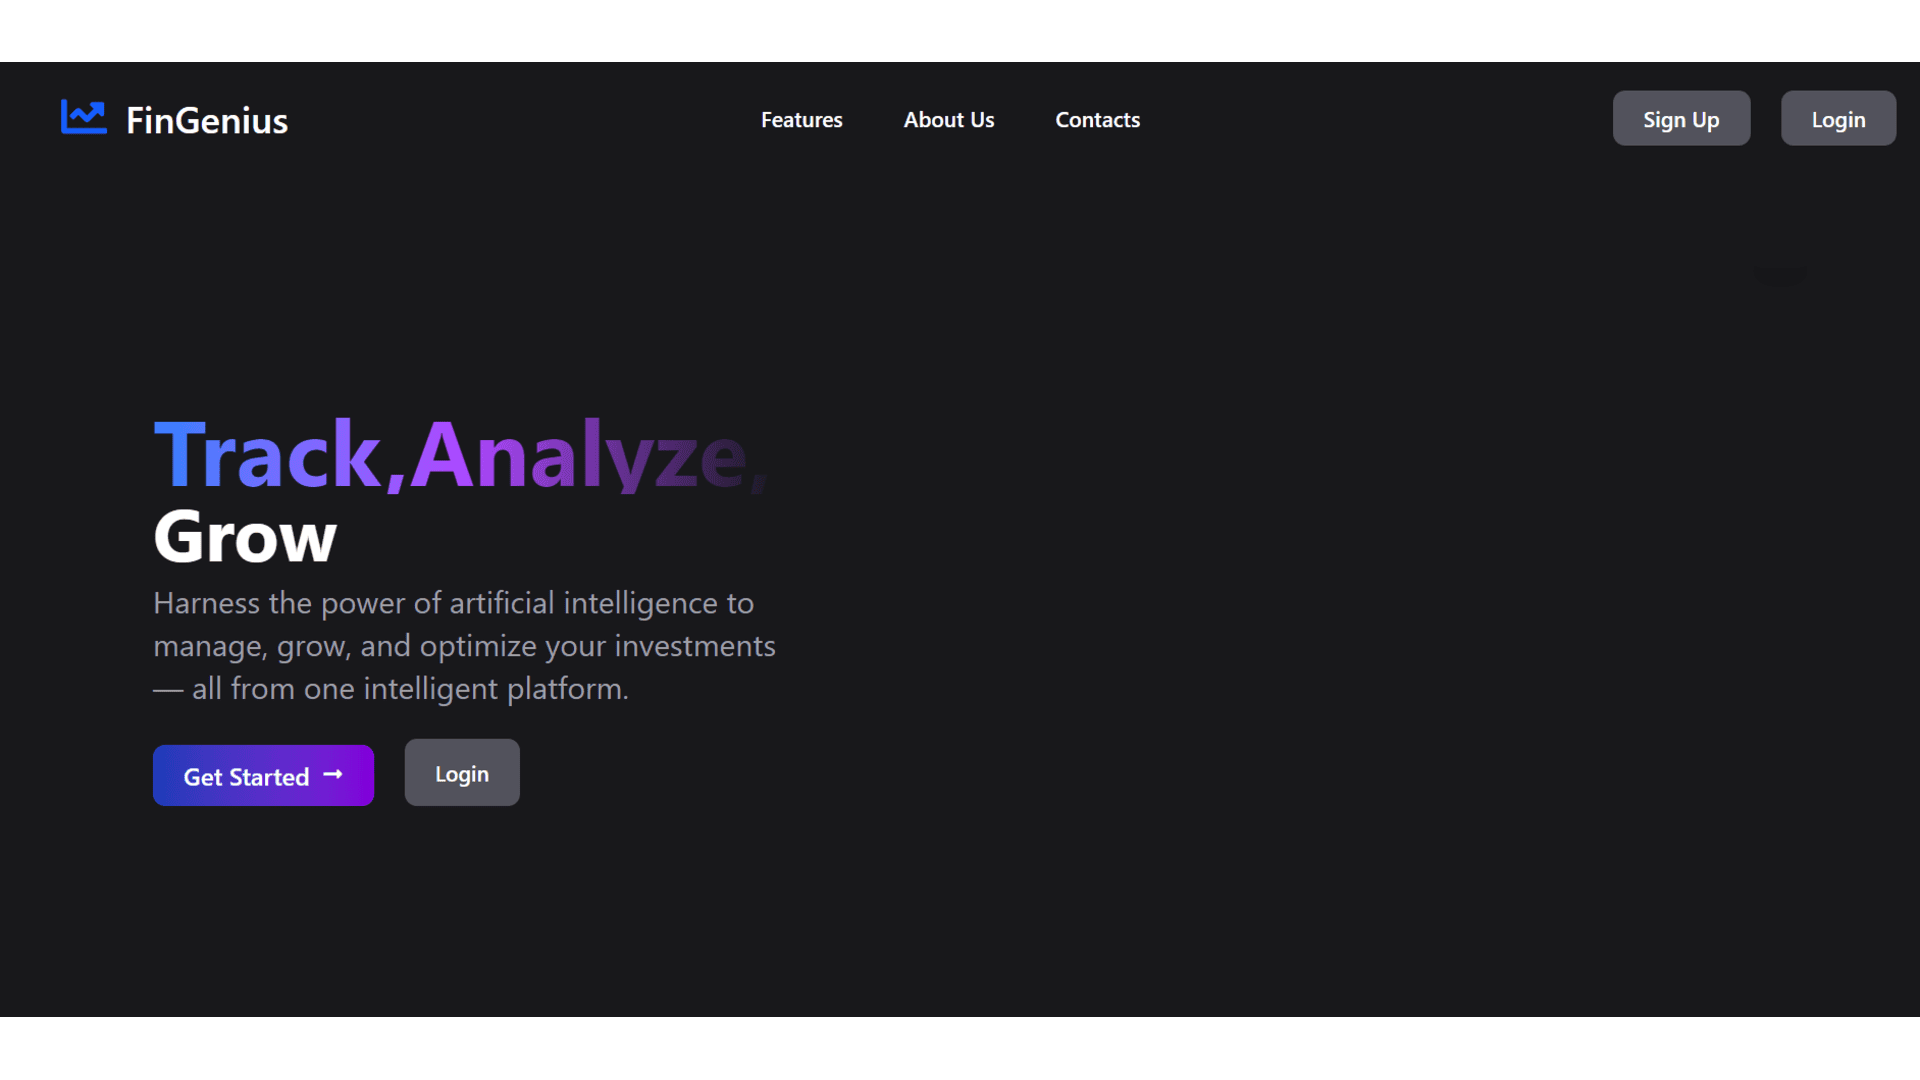 FinGenius
Features
About Us
Contacts
Sign Up
Login
Track,Analyze,
Grow
Harness the power of artificial intelligence to
manage, grow, and optimize your investments
— all from one intelligent platform.
Get Started →
Login